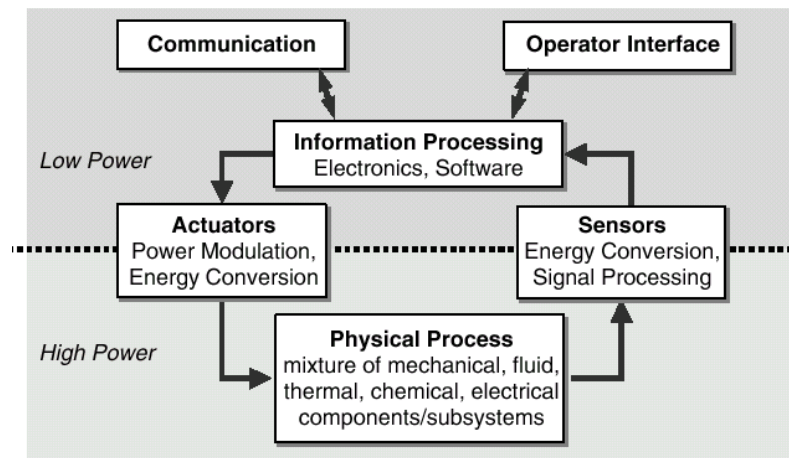 Communication
Operator Interface
Information Processing
Electronics, Software
Low Power
Actuators
Power Modulation,
Energy Conversion
Sensors
Energy Conversion,
Signal Processing
High Power
Physical Process
mixture of mechanical, fluid,
thermal, chemical, electrical
components/subsystems